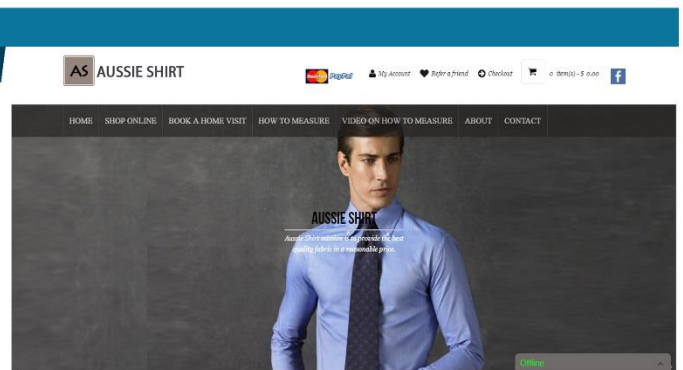 AS AUSSIE SHIRT
MasterCard PayPal My Account Refer a friend Checkout 0 item(s) - $ 0.00 f
HOME SHOP ONLINE BOOK A HOME VISIT HOW TO MEASURE VIDEO ON HOW TO MEASURE ABOUT CONTACT
AUSSIE SHIRT
Aussie Shirt mission is to provide the best
quality fabric in a reasonable price.
Offline